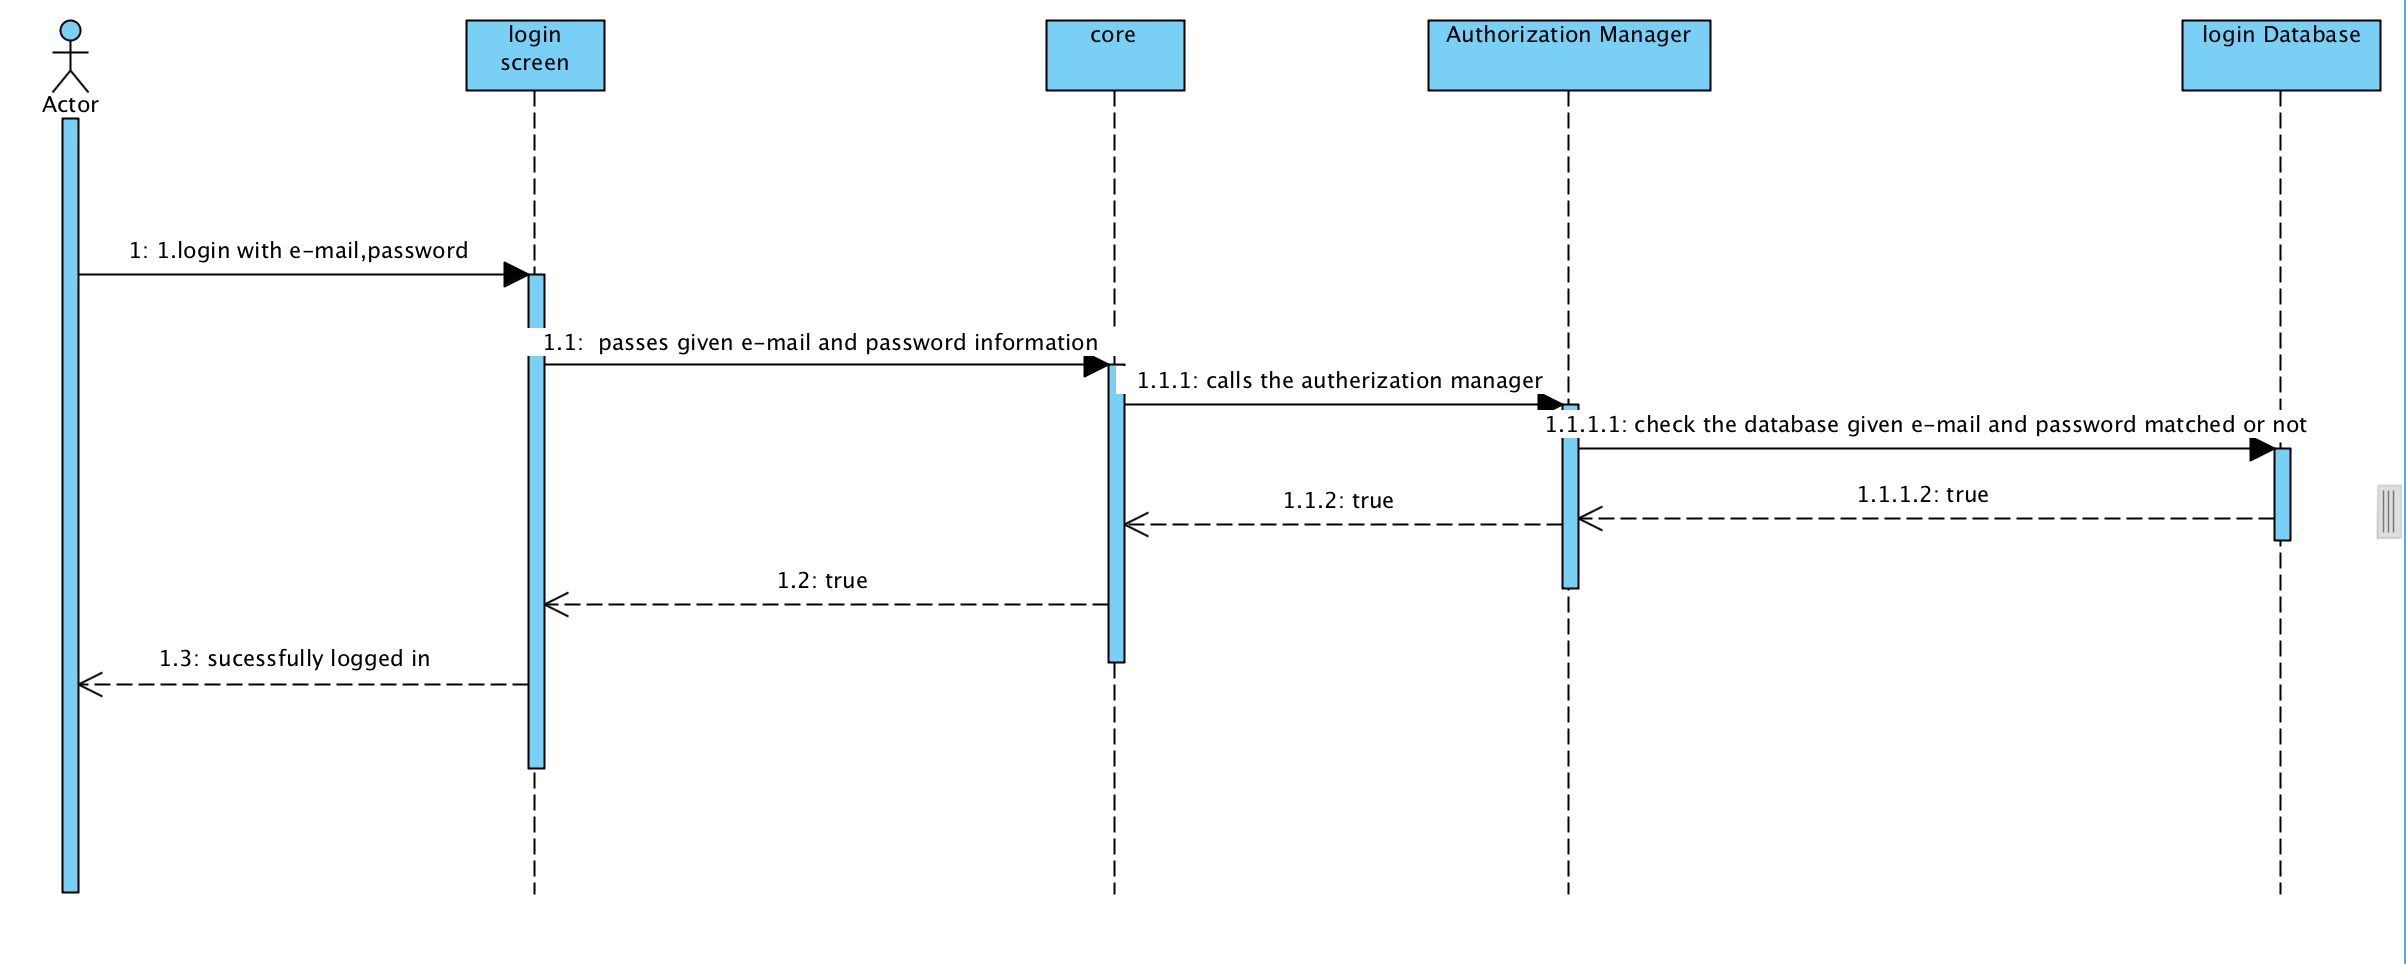 login
screen
core
Authorization Manager
login Database
Actor
1: 1.login with e-mail,password
1.1:  passes given e-mail and password information
1.1.1: calls the autherization manager
1.1.1.1: check the database given e-mail and password matched or not
1.1.1.2: true
1.1.2: true
1.2: true
1.3: sucessfully logged in